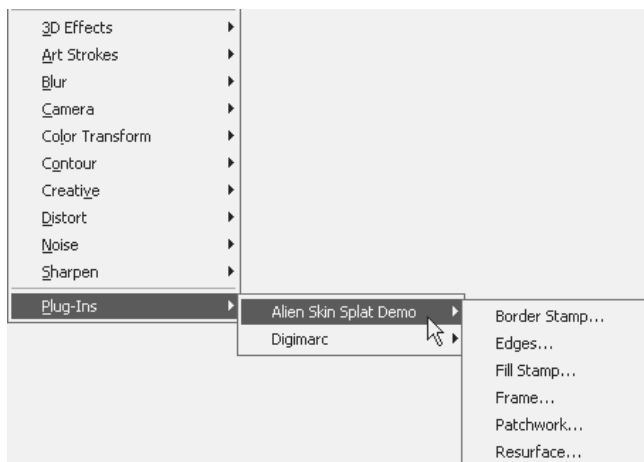 3D Effects
Art Strokes
Blur
Camera
Color Transform
Contour
Creative
Distort
Noise
Sharpen
Plug-Ins
Alien Skin Splat Demo
Digimarc
Border Stamp...
Edges...
Fill Stamp...
Frame...
Patchwork...
Resurface...